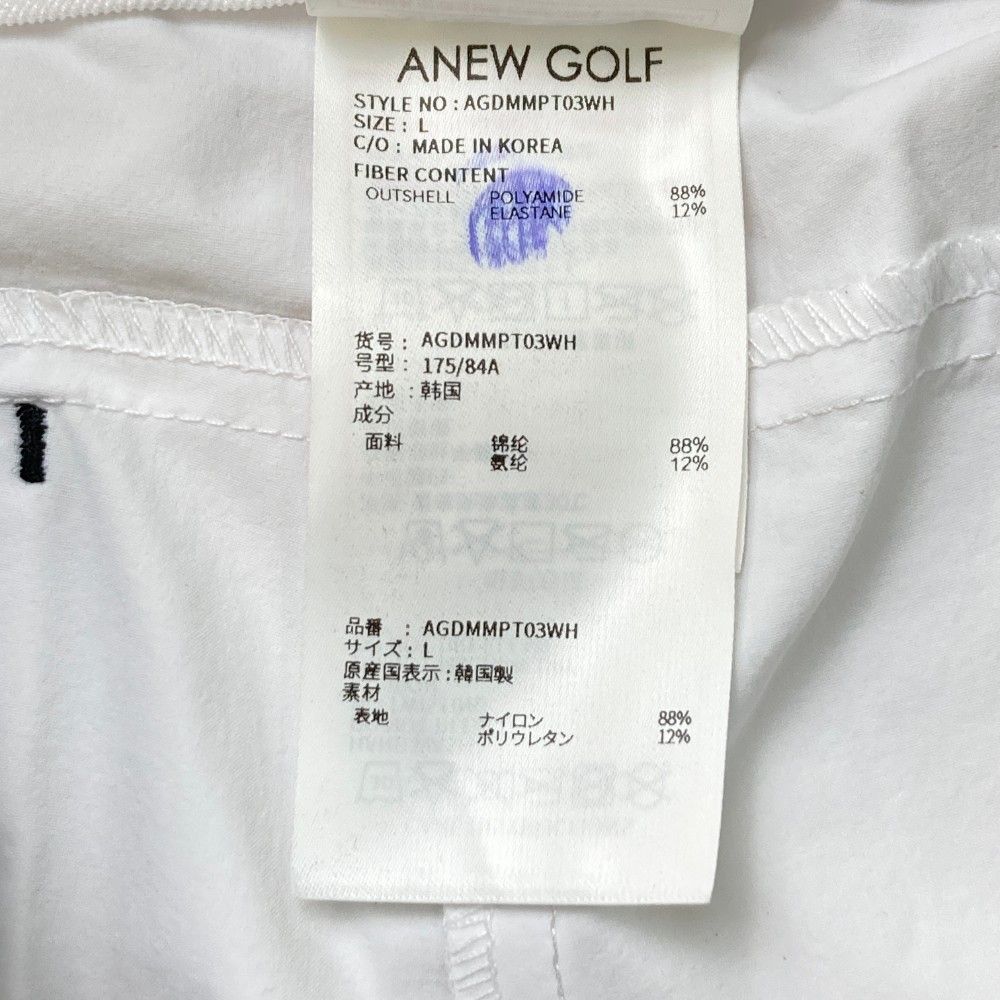 ANEW GOLF
STYLE NO : AGDMMPT03WH
SIZE : L
C/O : MADE IN KOREA
FIBER CONTENT
OUTSHELL POLYAMIDE 88%
ELASTANE 12%
货号 : AGDMMPT03WH
号型 : 175/84A
产地 : 韩国
成分
面料 锦纶 88%
氨纶 12%
品番 : AGDMMPT03WH
サイズ : L
原産国表示 : 韓国製
素材
表地 ナイロン 88%
ポリウレタン 12%